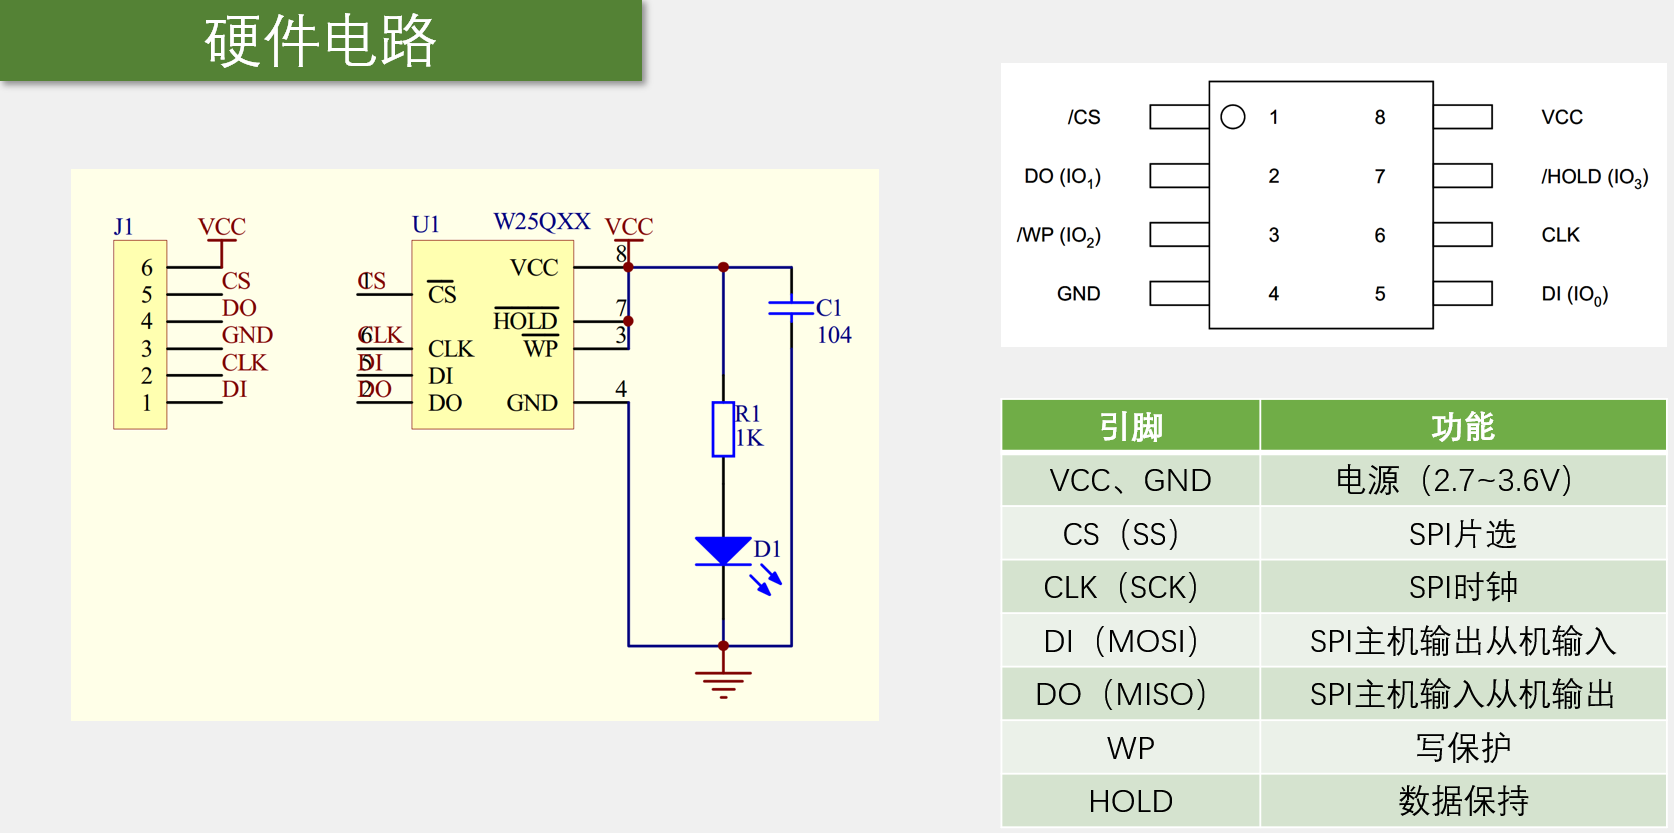 硬件电路
J1
VCC
6
5 CS
4 DO
3 GND
2 CLK
1 DI
U1 W25QXX
VCC
CS 1 CS
CLK 6 CLK
DI 5 DI
DO 2 DO
VCC 8
HOLD 7
WP 3
GND 4
C1
104
R1
1K
D1
/CS 1 8 VCC
DO (IO1) 2 7 /HOLD (IO3)
/WP (IO2) 3 6 CLK
GND 4 5 DI (IO0)
引脚 功能
VCC、GND 电源（2.7~3.6V）
CS（SS） SPI片选
CLK（SCK） SPI时钟
DI（MOSI） SPI主机输出从机输入
DO（MISO） SPI主机输入从机输出
WP 写保护
HOLD 数据保持